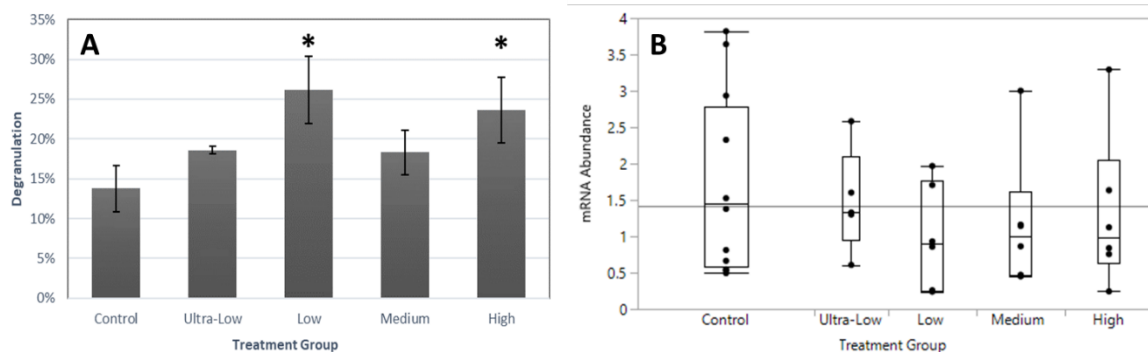 A
* *
35%
30%
25%
20%
15%
10%
5%
0%
Degranulation
Control Ultra-Low Low Medium High
Treatment Group
B
4
3.5
3
2.5
2
1.5
1
0.5
0
mRNA Abundance
Control Ultra-Low Low Medium High
Treatment Group